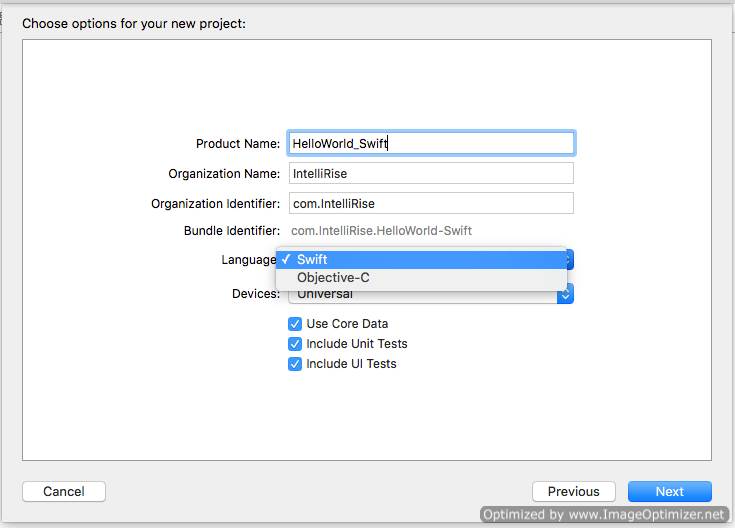 Choose options for your new project:
Product Name: HelloWorld_Swift
Organization Name: IntelliRise
Organization Identifier: com.IntelliRise
Bundle Identifier: com.IntelliRise.HelloWorld-Swift
Language ✓ Swift
Objective-C
Devices: Universal
Use Core Data
Include Unit Tests
Include UI Tests
Cancel Previous Next
Optimized by www.ImageOptimizer.net